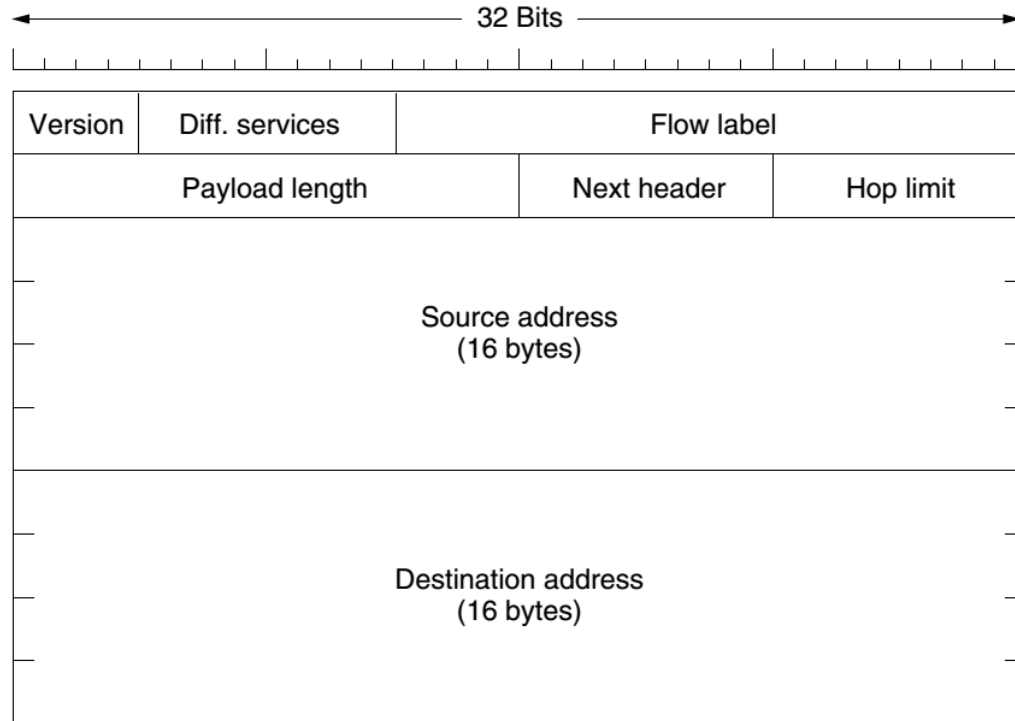 32 Bits
Version Diff. services Flow label
Payload length Next header Hop limit
Source address
(16 bytes)
Destination address
(16 bytes)